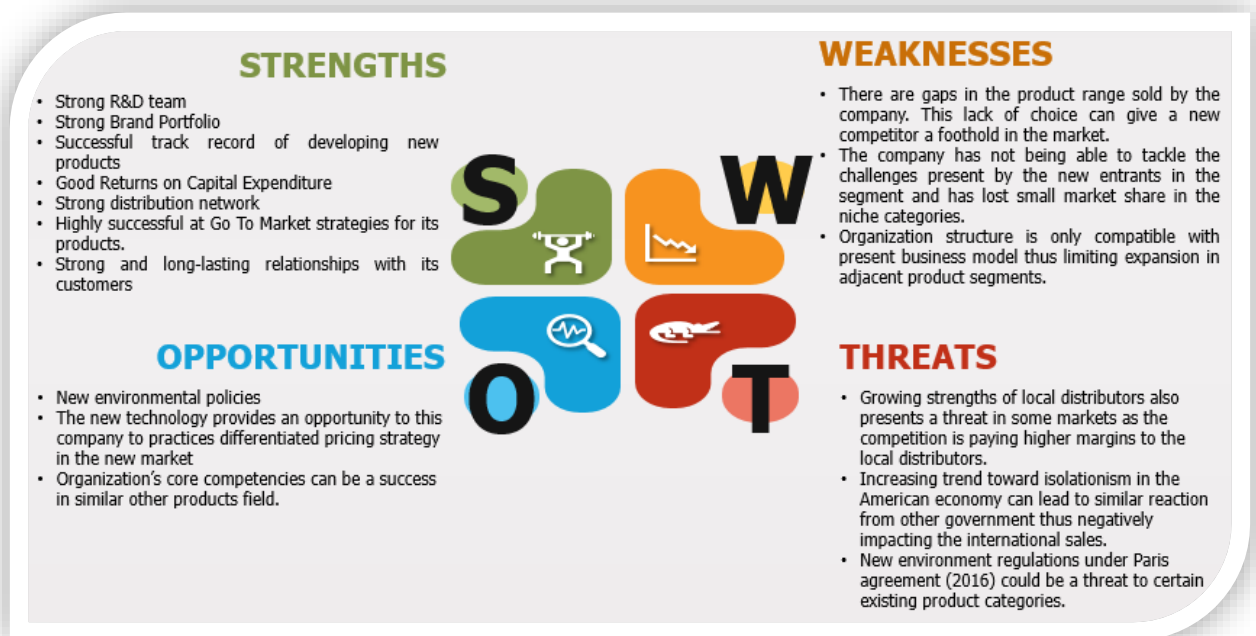 STRENGTHS
• Strong R&D team
• Strong Brand Portfolio
• Successful track record of developing new
products
• Good Returns on Capital Expenditure
• Strong distribution network
• Highly successful at Go To Market strategies for its
products.
• Strong and long-lasting relationships with its
customers
WEAKNESSES
• There are gaps in the product range sold by the
company. This lack of choice can give a new
competitor a foothold in the market.
• The company has not being able to tackle the
challenges present by the new entrants in the
segment and has lost small market share in the
niche categories.
• Organization structure is only compatible with
present business model thus limiting expansion in
adjacent product segments.
S
W
O
T
OPPORTUNITIES
• New environmental policies
• The new technology provides an opportunity to this
company to practices differentiated pricing strategy
in the new market
• Organization’s core competencies can be a success
in similar other products field.
THREATS
• Growing strengths of local distributors also
presents a threat in some markets as the
competition is paying higher margins to the
local distributors.
• Increasing trend toward isolationism in the
American economy can lead to similar reaction
from other government thus negatively
impacting the international sales.
• New environment regulations under Paris
agreement (2016) could be a threat to certain
existing product categories.